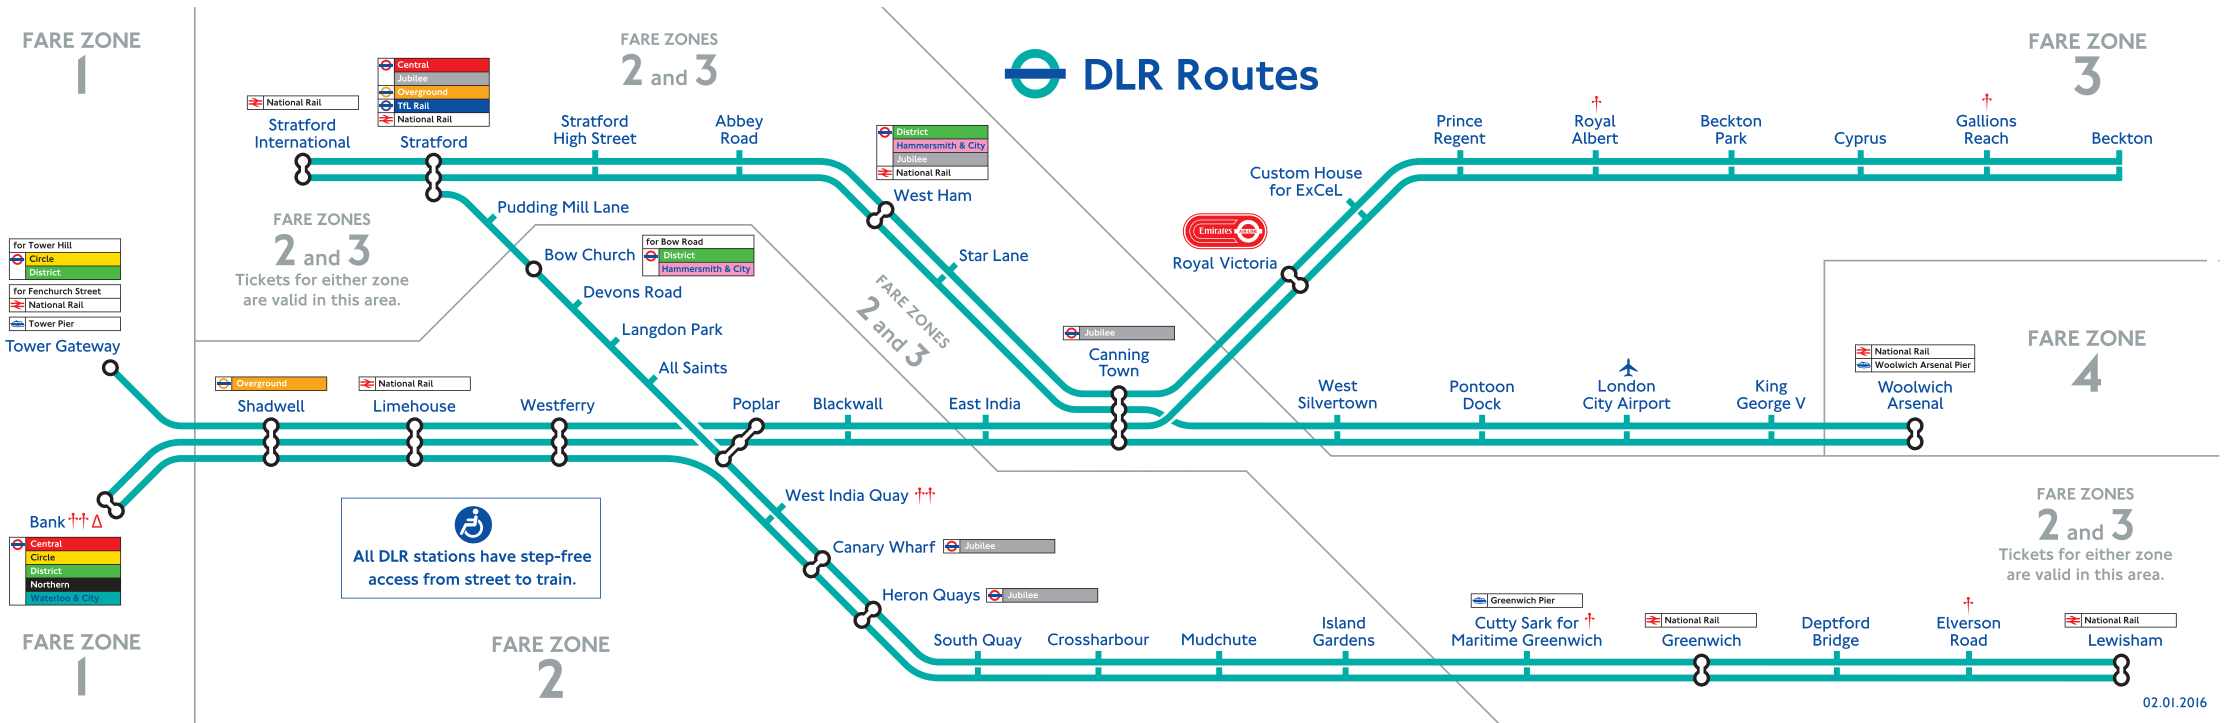 FARE ZONE
1
FARE ZONES
2 and 3
DLR Routes
FARE ZONE
3
National Rail
Stratford
International
Central
Jubilee
Overground
TfL Rail
National Rail
Stratford
Stratford
High Street
Abbey
Road
District
Hammersmith & City
Jubilee
National Rail
West Ham
Prince
Regent
†
Royal
Albert
Beckton
Park
Cyprus
†
Gallions
Reach
Beckton
Custom House
for ExCeL
Emirates
Royal Victoria
Pudding Mill Lane
FARE ZONES
2 and 3
Tickets for either zone
are valid in this area.
Bow Church
for Bow Road
District
Hammersmith & City
Star Lane
Devons Road
FARE ZONES
2 and 3
Langdon Park
All Saints
for Tower Hill
Circle
District
for Fenchurch Street
National Rail
Tower Pier
Tower Gateway
Jubilee
Canning
Town
FARE ZONE
4
Overground
Shadwell
National Rail
Limehouse
Westferry
Poplar
Blackwall
East India
West
Silvertown
Pontoon
Dock
London
City Airport
King
George V
National Rail
Woolwich Arsenal Pier
Woolwich
Arsenal
Bank ††Δ
Central
Circle
District
Northern
Waterloo & City
All DLR stations have step-free
access from street to train.
West India Quay ††
Canary Wharf
Jubilee
Heron Quays
Jubilee
FARE ZONES
2 and 3
Tickets for either zone
are valid in this area.
FARE ZONE
1
FARE ZONE
2
South Quay
Crossharbour
Mudchute
Island
Gardens
Greenwich Pier
Cutty Sark for †
Maritime Greenwich
National Rail
Greenwich
Deptford
Bridge
†
Elverson
Road
National Rail
Lewisham
02.01.2016